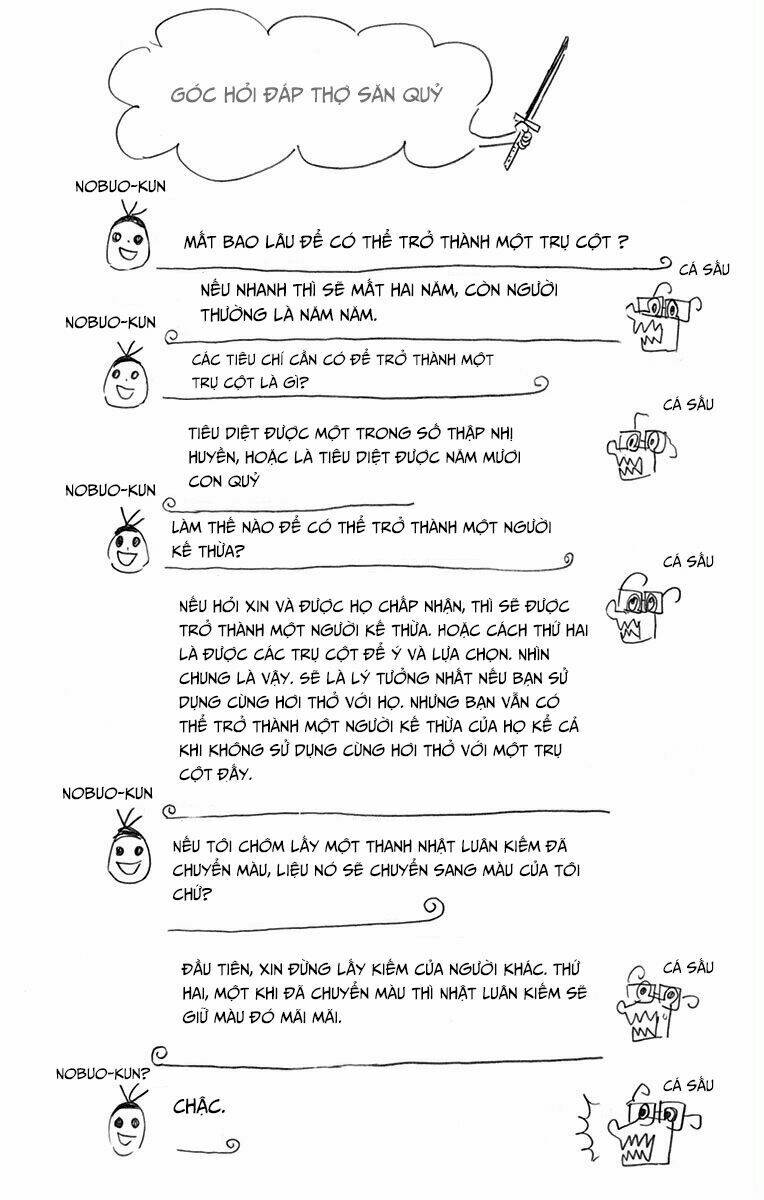 GÓC HỎI ĐÁP THỢ SĂN QUỶ
NOBUO-KUN
MẤT BAO LÂU ĐỂ CÓ THỂ TRỞ THÀNH MỘT TRỤ CỘT ?
CÁ SẤU
NẾU NHANH THÌ SẼ MẤT HAI NĂM, CÒN NGƯỜI
THƯỜNG LÀ NĂM NĂM.
NOBUO-KUN
CÁC TIÊU CHÍ CẦN CÓ ĐỂ TRỞ THÀNH MỘT
TRỤ CỘT LÀ GÌ?
CÁ SẤU
TIÊU DIỆT ĐƯỢC MỘT TRONG SỐ THẬP NHỊ
HUYỀN, HOẶC LÀ TIÊU DIỆT ĐƯỢC NĂM MƯƠI
CON QUỶ
NOBUO-KUN
LÀM THẾ NÀO ĐỂ CÓ THỂ TRỞ THÀNH MỘT NGƯỜI
KẾ THỪA?
CÁ SẤU
NẾU HỎI XIN VÀ ĐƯỢC HỌ CHẤP NHẬN, THÌ SẼ ĐƯỢC
TRỞ THÀNH MỘT NGƯỜI KẾ THỪA. HOẶC CÁCH THỨ HAI
LÀ ĐƯỢC CÁC TRỤ CỘT ĐỂ Ý VÀ LỰA CHỌN. NHÌN
CHUNG LÀ VẬY. SẼ LÀ LÝ TƯỞNG NHẤT NẾU BẠN SỬ
DỤNG CÙNG HƠI THỞ VỚI HỌ. NHƯNG BẠN VẪN CÓ
THỂ TRỞ THÀNH MỘT NGƯỜI KẾ THỪA CỦA HỌ KỂ CẢ
KHI KHÔNG SỬ DỤNG CÙNG HƠI THỞ VỚI MỘT TRỤ
CỘT ĐẤY.
NOBUO-KUN
NẾU TÔI CHÔM LẤY MỘT THANH NHẬT LUÂN KIẾM ĐÃ
CHUYỂN MÀU, LIỆU NÓ SẼ CHUYỂN SANG MÀU CỦA TÔI
CHỨ?
CÁ SẤU
ĐẦU TIÊN, XIN ĐỪNG LẤY KIẾM CỦA NGƯỜI KHÁC. THỨ
HAI, MỘT KHI ĐÃ CHUYỂN MÀU THÌ NHẬT LUÂN KIẾM SẼ
GIỮ MÀU ĐÓ MÃI MÃI.
NOBUO-KUN?
CHẬC.
CÁ SẤU